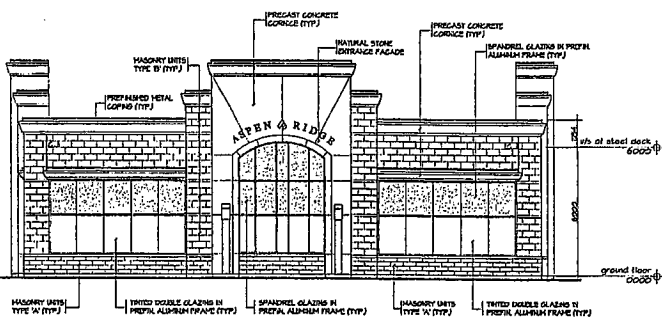 PRECAST CONCRETE
CORNICE (TYP.)
PRECAST CONCRETE
CORNICE (TYP.)
NATURAL STONE
ENTRANCE FACADE
SPANDREL GLAZING IN PREFIN.
ALUMINUM FRAME (TYP.)
MASONRY UNITS
TYPE 'B' (TYP.)
PREFINISHED METAL
COPING (TYP.)
ASPEN RIDGE
u/s of steel deck
6005
6005
ground floor
0000
MASONRY UNITS
TYPE 'A' (TYP.)
TINTED DOUBLE GLAZING IN
PREFIN. ALUMINUM FRAME (TYP.)
SPANDREL GLAZING IN
PREFIN. ALUMINUM FRAME (TYP.)
MASONRY UNITS
TYPE 'A' (TYP.)
TINTED DOUBLE GLAZING IN
PREFIN. ALUMINUM FRAME (TYP.)